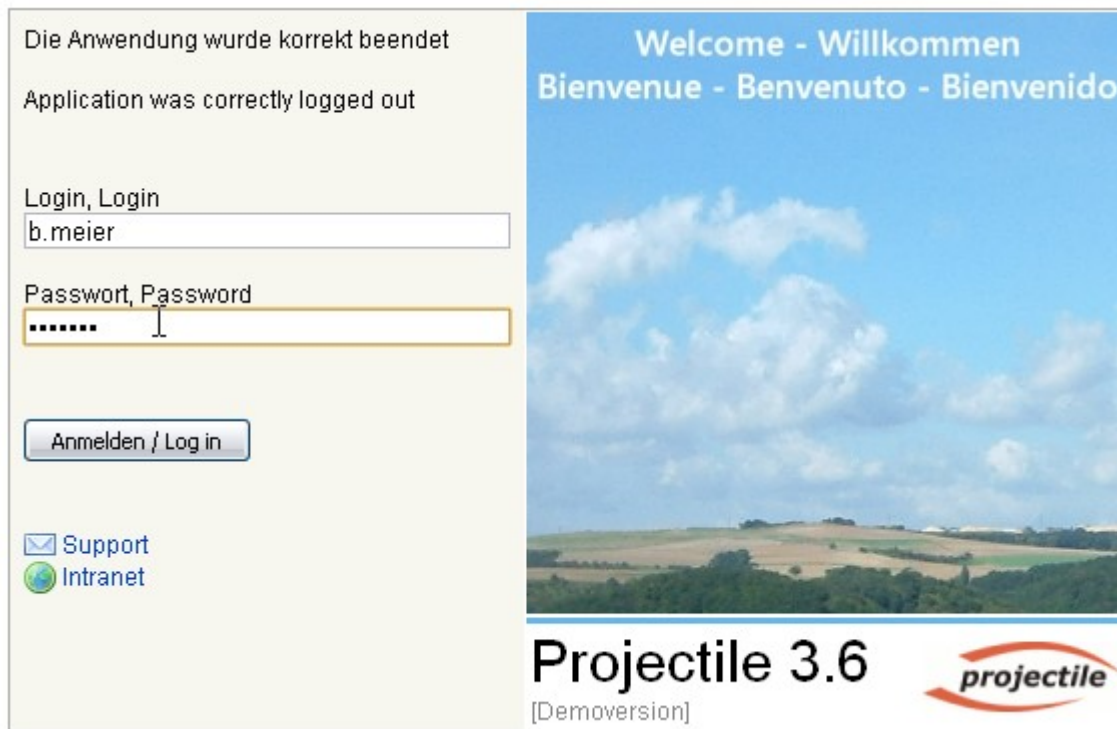 Die Anwendung wurde korrekt beendet
Application was correctly logged out
Login, Login
b.meier
Passwort, Password
•••••••
Anmelden / Log in
Support
Intranet
Welcome - Willkommen
Bienvenue - Benvenuto - Bienvenido
Projectile 3.6
[Demoversion]
projectile